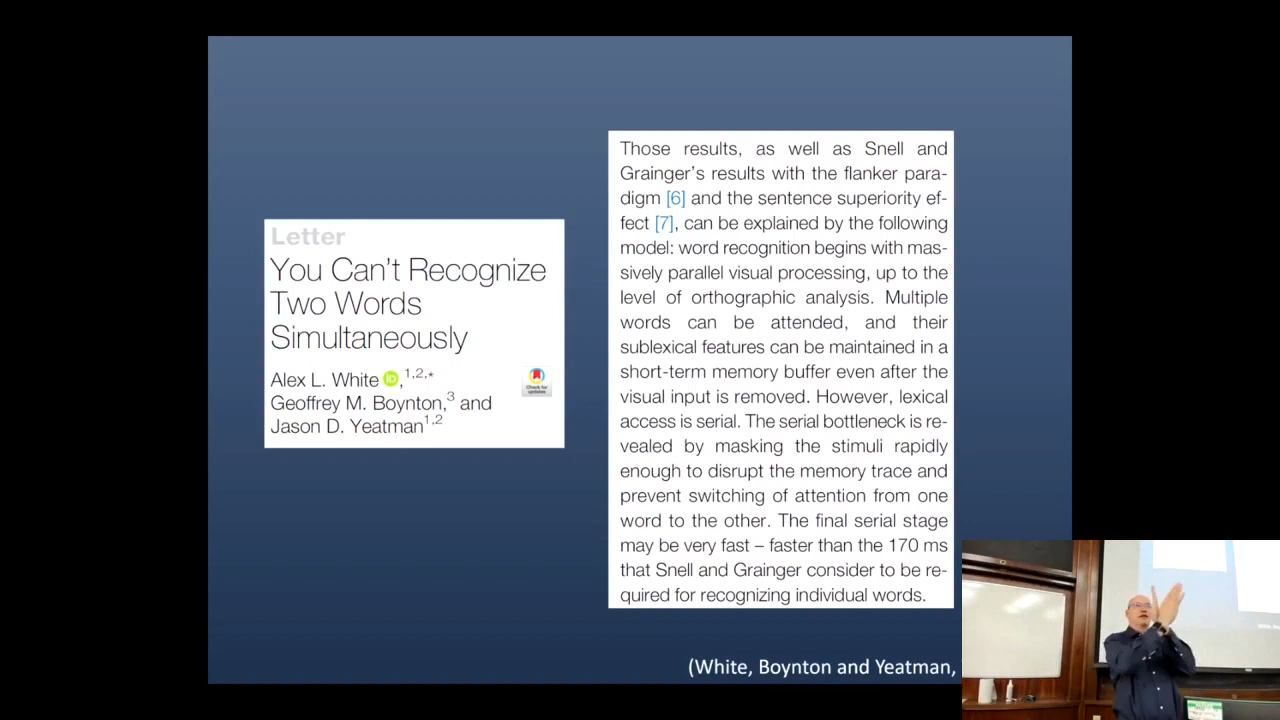 Letter
You Can't Recognize
Two Words
Simultaneously
Alex L. White iD,1,2,*
Geoffrey M. Boynton,3 and
Jason D. Yeatman1,2
Check for
updates
Those results, as well as Snell and
Grainger's results with the flanker para-
digm [6] and the sentence superiority ef-
fect [7], can be explained by the following
model: word recognition begins with mas-
sively parallel visual processing, up to the
level of orthographic analysis. Multiple
words can be attended, and their
sublexical features can be maintained in a
short-term memory buffer even after the
visual input is removed. However, lexical
access is serial. The serial bottleneck is re-
vealed by masking the stimuli rapidly
enough to disrupt the memory trace and
prevent switching of attention from one
word to the other. The final serial stage
may be very fast – faster than the 170 ms
that Snell and Grainger consider to be re-
quired for recognizing individual words.
(White, Boynton and Yeatman,